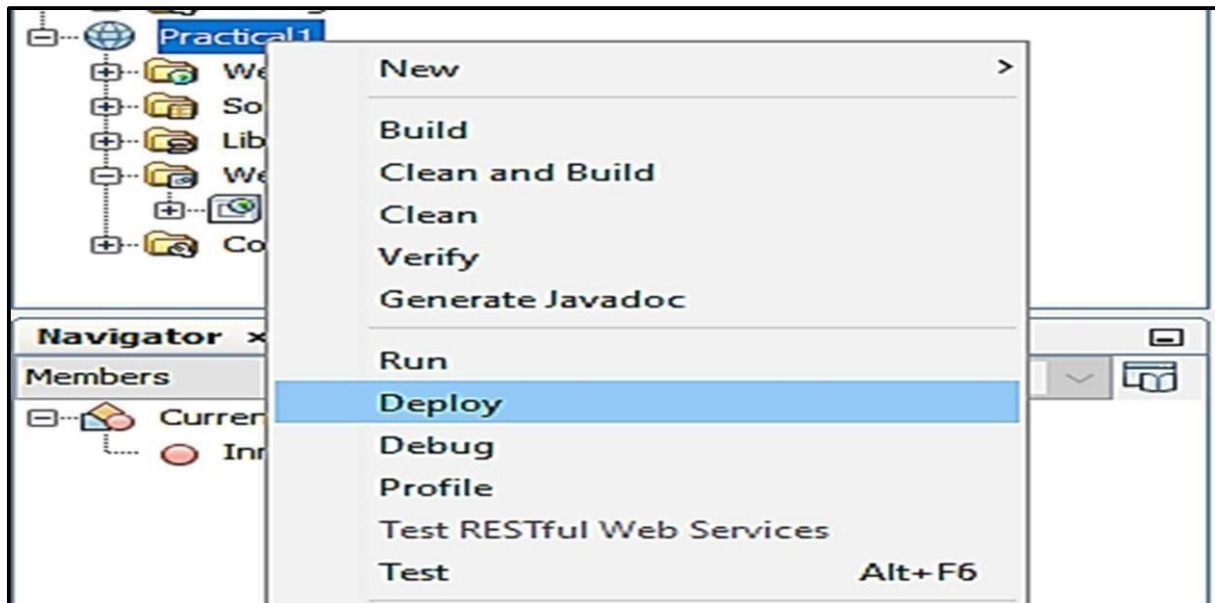 Practical1
We
New
So
Build
Lib
Clean and Build
We
Clean
Co
Verify
Generate Javadoc
Navigator ×
Run
Members
Deploy
Curren
Debug
Inr
Profile
Test RESTful Web Services
Test Alt+F6